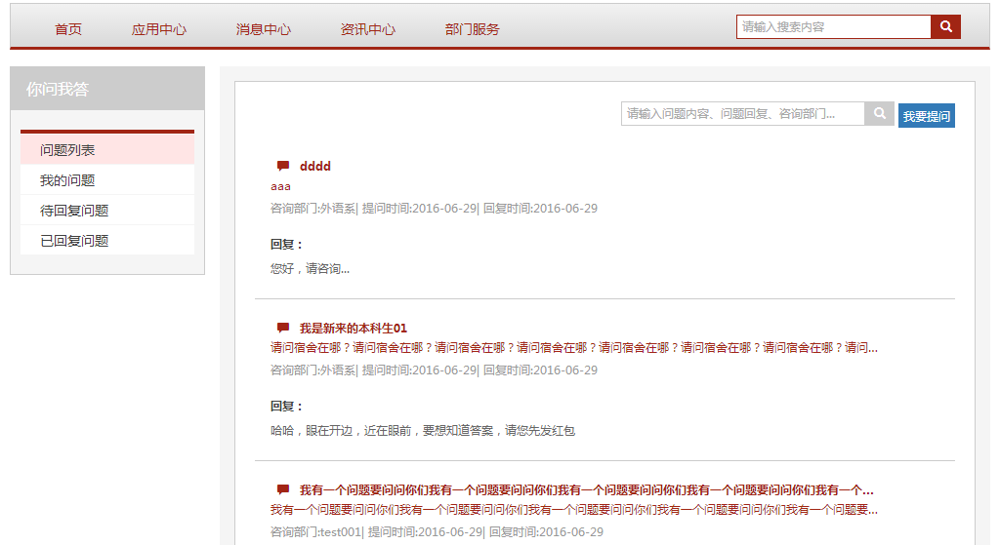 首页 应用中心 消息中心 资讯中心 部门服务 请输入搜索内容
你问我答
问题列表
我的问题
待回复问题
已回复问题
请输入问题内容、问题回复、咨询部门... 我要提问
dddd
aaa
咨询部门:外语系| 提问时间:2016-06-29| 回复时间:2016-06-29
回复：
您好，请咨询...
我是新来的本科生01
请问宿舍在哪？请问宿舍在哪？请问宿舍在哪？请问宿舍在哪？请问宿舍在哪？请问宿舍在哪？请问宿舍在哪？请问...
咨询部门:外语系| 提问时间:2016-06-29| 回复时间:2016-06-29
回复：
哈哈，眼在开边，近在眼前，要想知道答案，请您先发红包
我有一个问题要问问你们我有一个问题要问问你们我有一个问题要问问你们我有一个问题要问问你们我有一个...
我有一个问题要问问你们我有一个问题要问问你们我有一个问题要问问你们我有一个问题要问问你们我有一个问题要...
咨询部门:test001| 提问时间:2016-06-29| 回复时间:2016-06-29